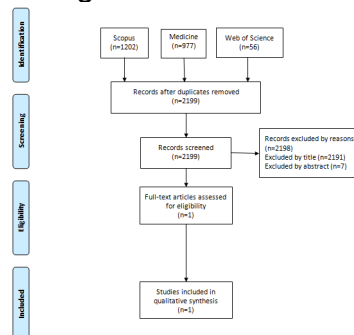 Identification
Scopus
(n=1202)
Medicine
(n=977)
Web of Science
(n=56)
Records after duplicates removed
(n=2199)
Screening
Records screened
(n=2199)
Records excluded by reasons
(n=2198)
Excluded by title (n=2191)
Excluded by abstract (n=7)
Eligibility
Full-text articles assessed
for eligibility
(n=1)
Included
Studies included in
qualitative synthesis
(n=1)